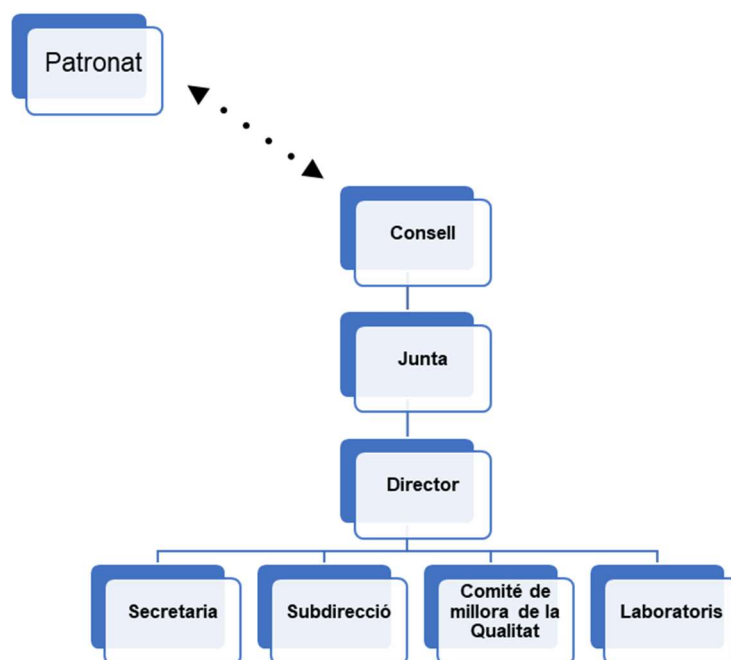 Patronat
Consell
Junta
Director
Secretaria
Subdirecció
Comité de
millora de la
Qualitat
Laboratoris